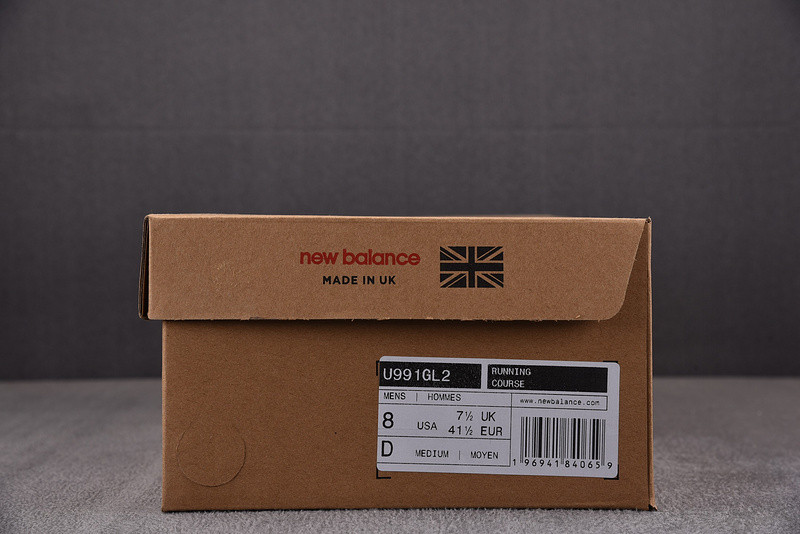 new balance
MADE IN UK
U991GL2
RUNNING
COURSE
MENS | HOMMES
www.newbalance.com
8 USA 7½ UK
41½ EUR
D MEDIUM | MOYEN
1 96941 84065 9